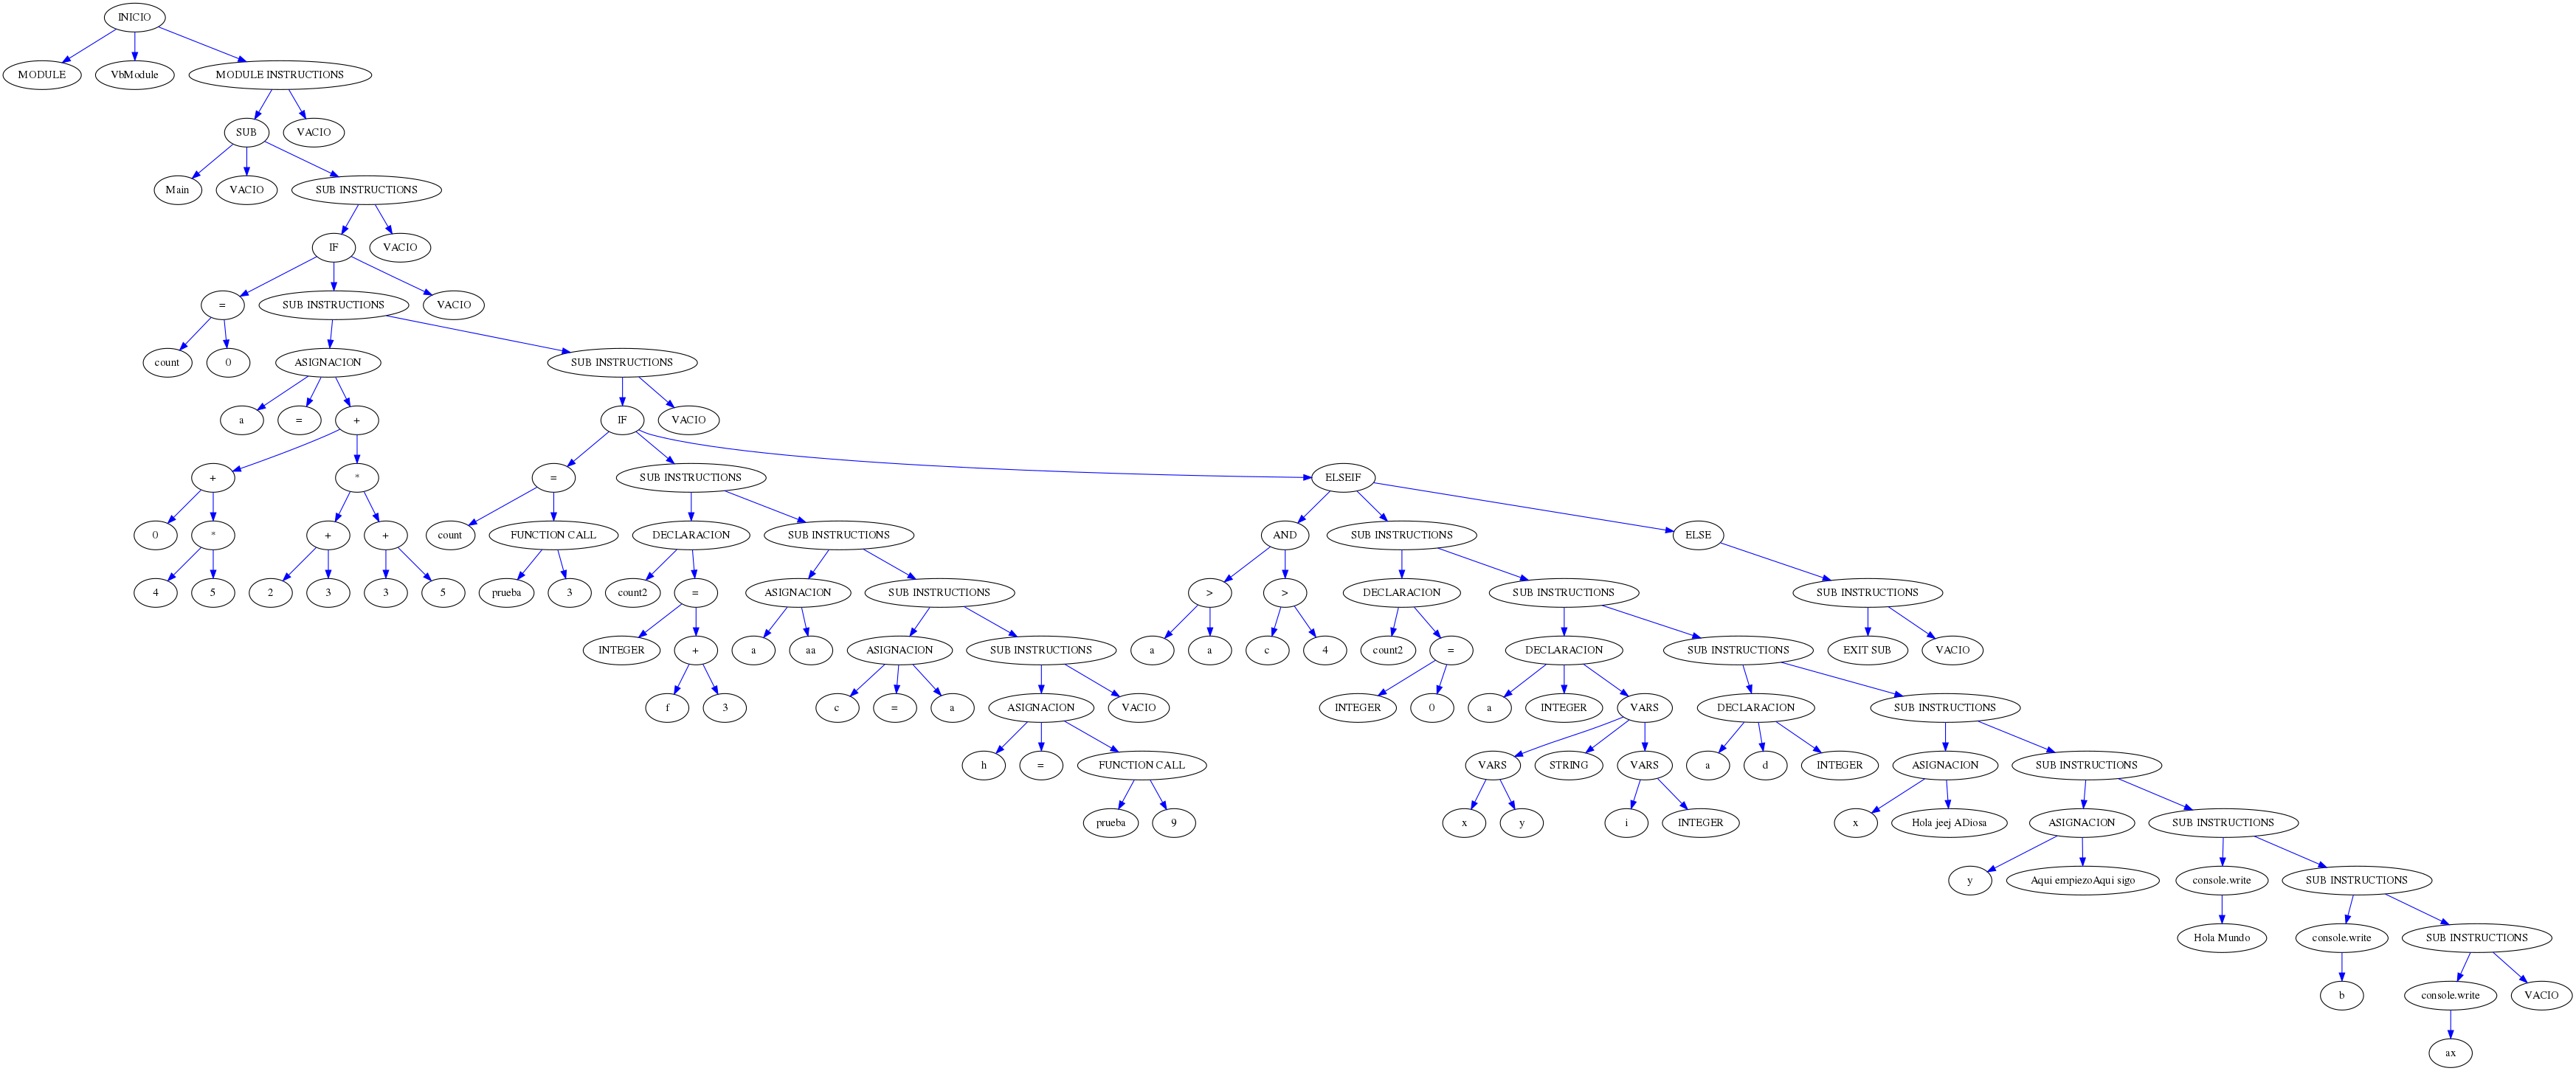 INICIO
MODULE VbModule MODULE INSTRUCTIONS
SUB VACIO
Main VACIO SUB INSTRUCTIONS
IF VACIO
= SUB INSTRUCTIONS VACIO
count 0 ASIGNACION SUB INSTRUCTIONS
a = + IF VACIO
+ * = SUB INSTRUCTIONS ELSEIF
0 * + + count FUNCTION CALL DECLARACION SUB INSTRUCTIONS AND SUB INSTRUCTIONS ELSE
4 5 2 3 3 5 prueba 3 count2 = ASIGNACION SUB INSTRUCTIONS > > DECLARACION SUB INSTRUCTIONS SUB INSTRUCTIONS
INTEGER + a aa ASIGNACION SUB INSTRUCTIONS a a c 4 count2 = DECLARACION SUB INSTRUCTIONS EXIT SUB VACIO
f 3 c = a ASIGNACION VACIO INTEGER 0 a INTEGER VARS DECLARACION SUB INSTRUCTIONS
h = FUNCTION CALL VARS STRING VARS a d INTEGER ASIGNACION SUB INSTRUCTIONS
prueba 9 x y i INTEGER x Hola jeej ADiosa ASIGNACION SUB INSTRUCTIONS
y Aqui empiezoAqui sigo console.write SUB INSTRUCTIONS
Hola Mundo console.write SUB INSTRUCTIONS
b console.write VACIO
ax